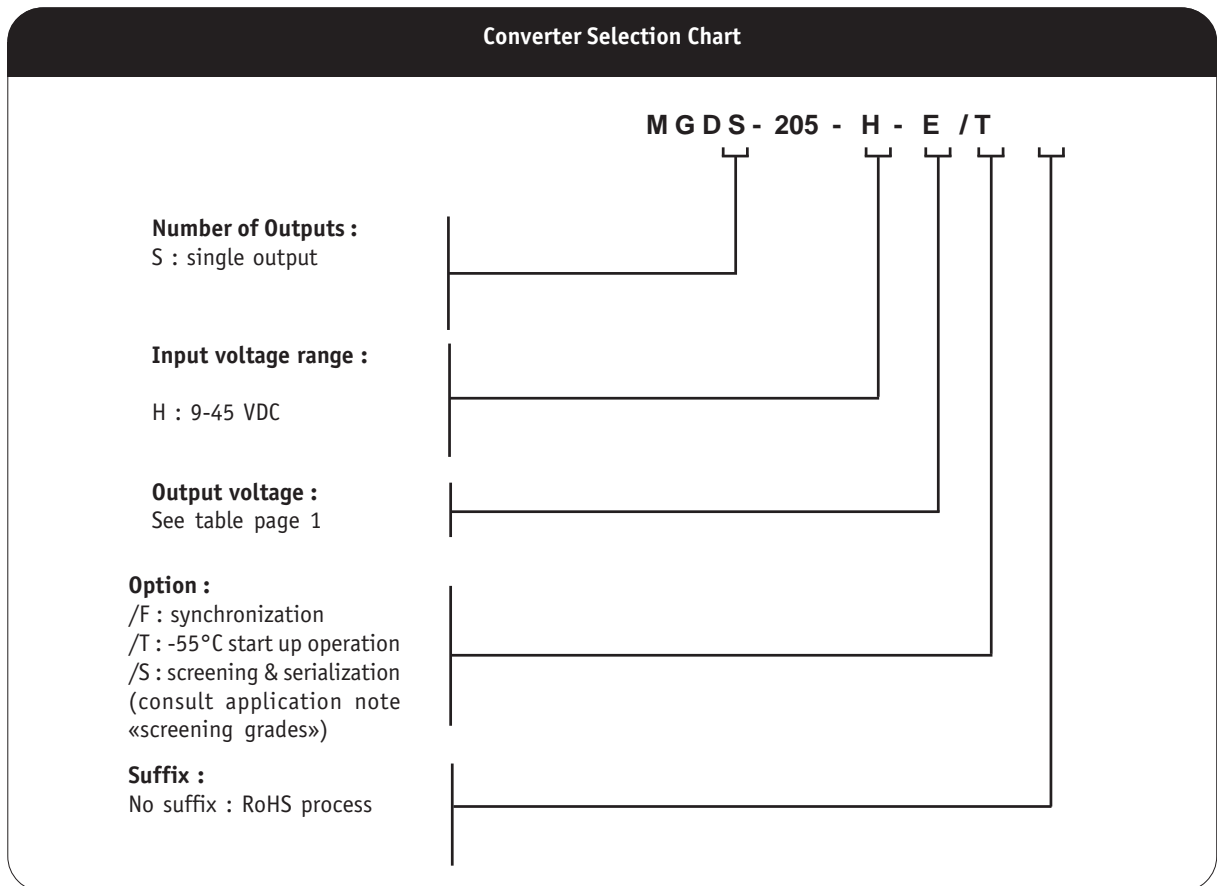 Converter Selection Chart
M G D S - 205 - H - E / T
Number of Outputs :
S : single output
Input voltage range :
H : 9-45 VDC
Output voltage :
See table page 1
Option :
/F : synchronization
/T : -55°C start up operation
/S : screening & serialization
(consult application note
«screening grades»)
Suffix :
No suffix : RoHS process